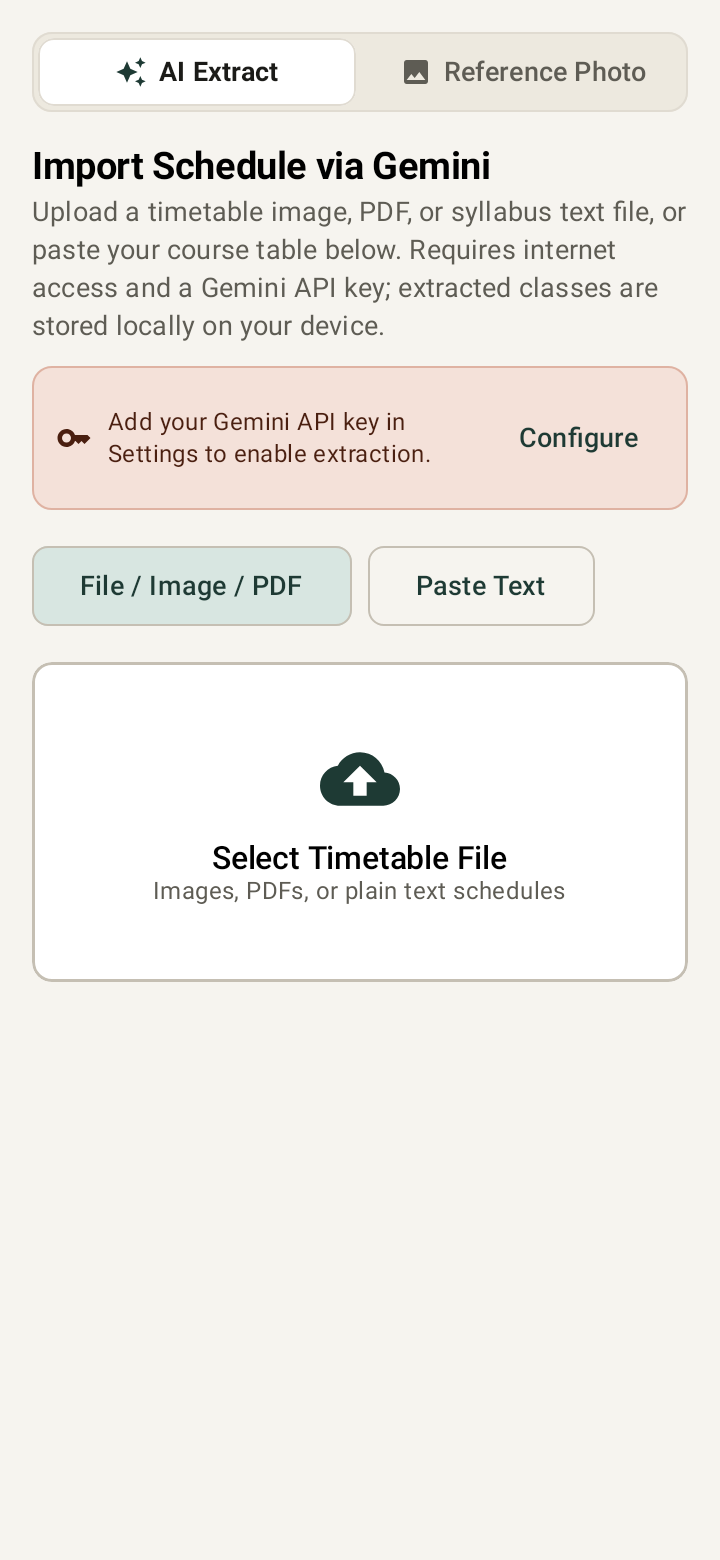 AI Extract
Reference Photo
Import Schedule via Gemini
Upload a timetable image, PDF, or syllabus text file, or
paste your course table below. Requires internet
access and a Gemini API key; extracted classes are
stored locally on your device.
Add your Gemini API key in
Settings to enable extraction.
Configure
File / Image / PDF
Paste Text
Select Timetable File
Images, PDFs, or plain text schedules